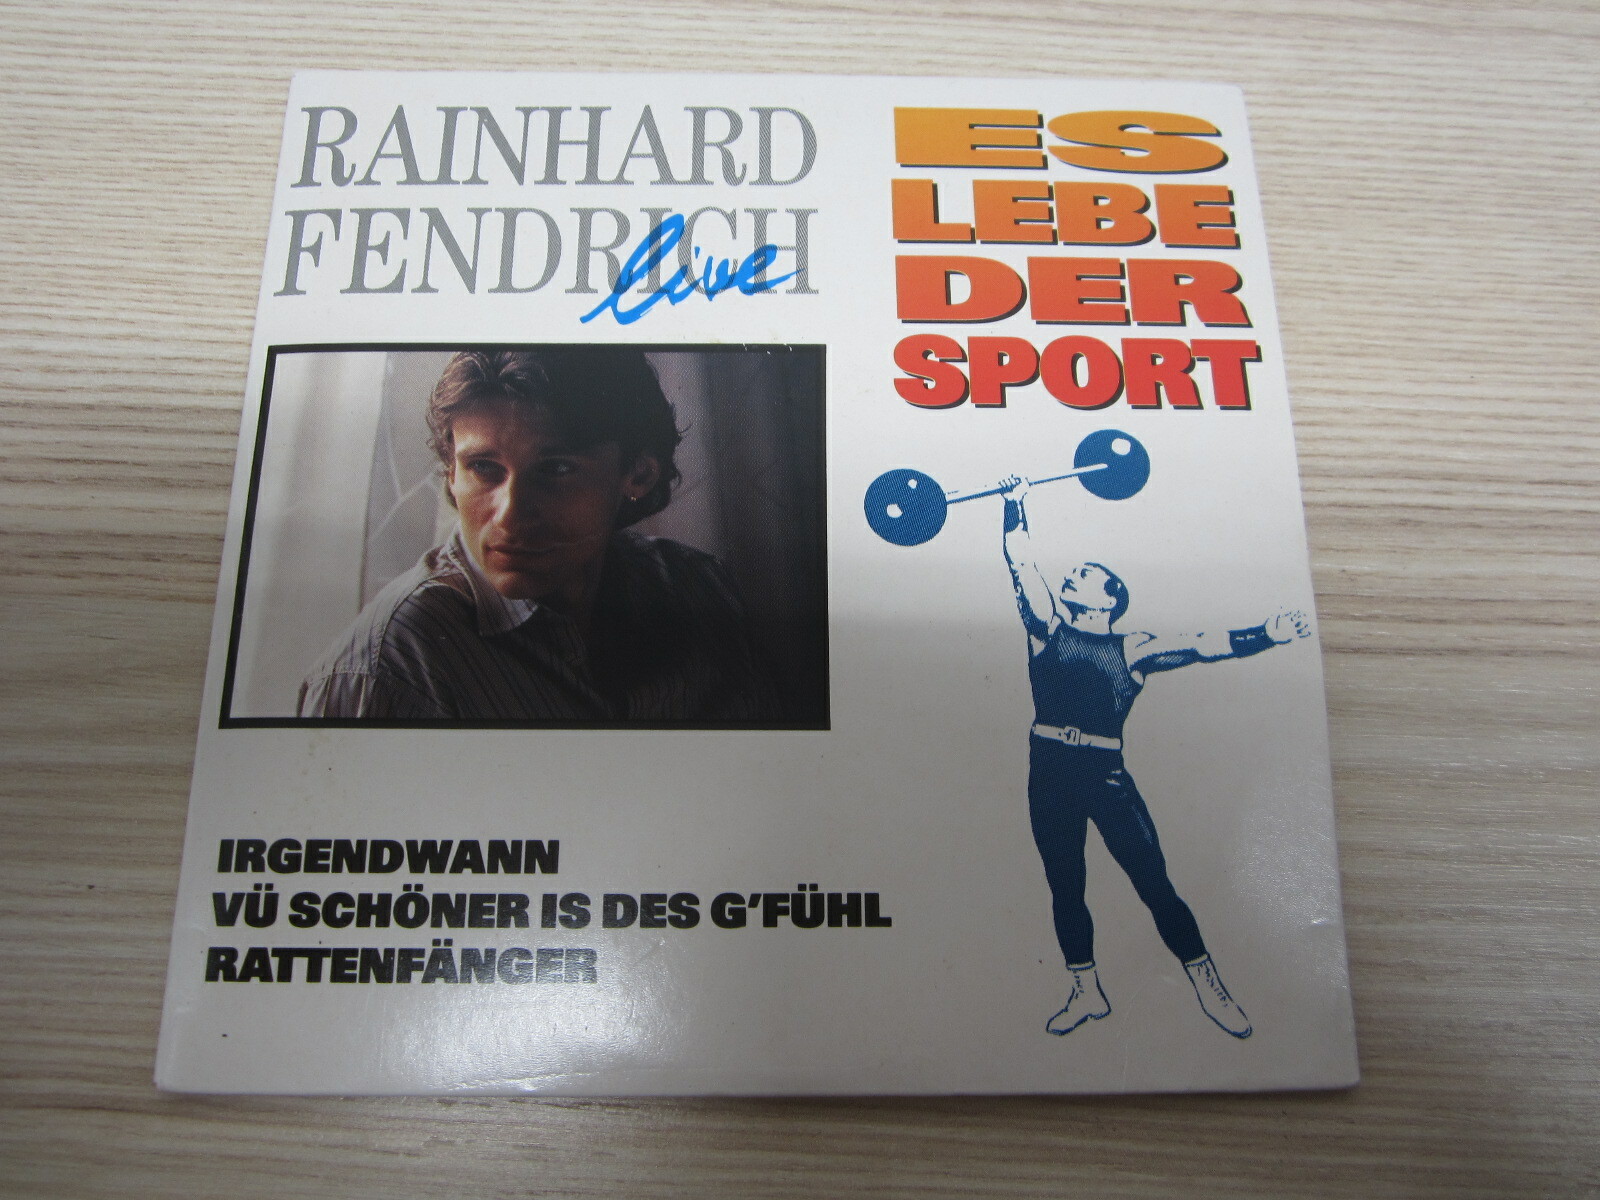 RAINHARD
FENDRICH
live
ES
LEBE
DER
SPORT
IRGENDWANN
VÜ SCHÖNER IS DES G'FÜHL
RATTENFÄNGER